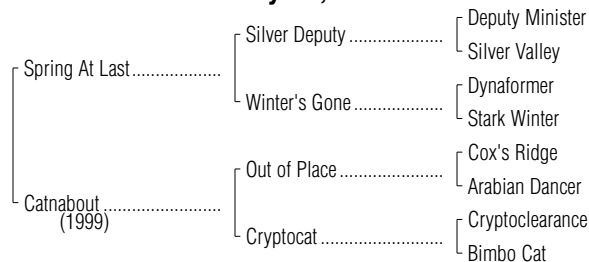 Deputy Minister
Silver Deputy ....................
Silver Valley
Spring At Last...................
Dynaformer
Winter's Gone ...................
Stark Winter
Cox's Ridge
Out of Place ......................
Arabian Dancer
Catnabout .........................
(1999)
Cryptoclearance
Cryptocat..........................
Bimbo Cat